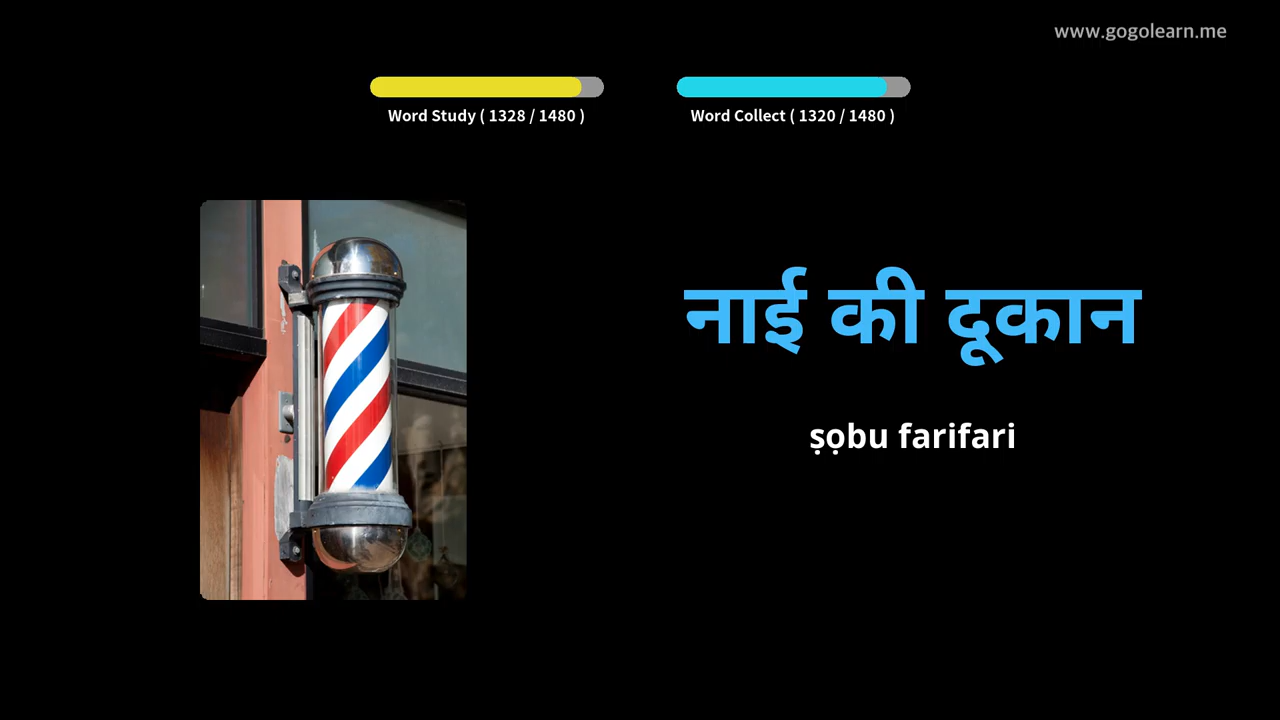 www.gogolearn.me
Word Study ( 1328 / 1480 )
Word Collect ( 1320 / 1480 )
नाई की दूकान
ṣọbu farifari